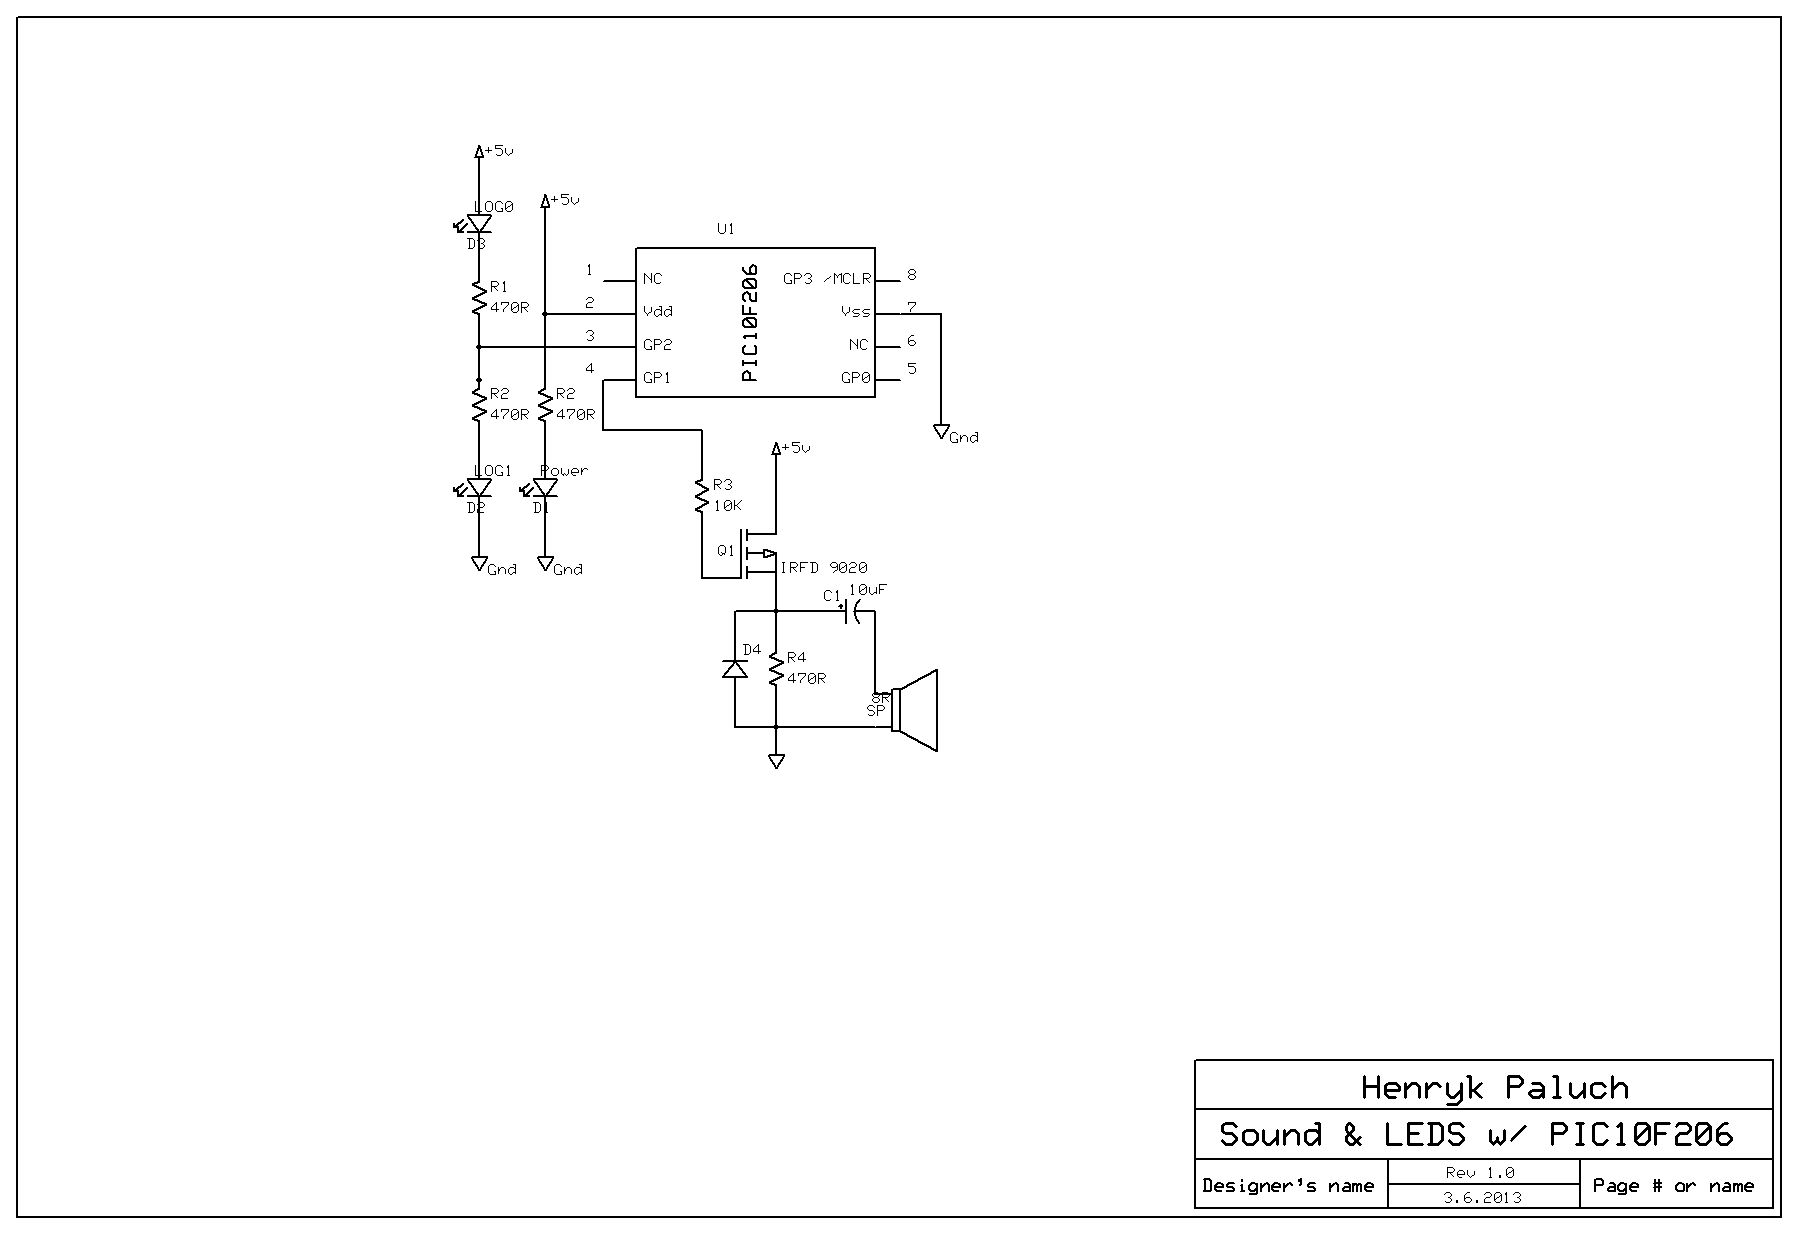 +5v
LOG0
D3
R1
470R
R2
470R
LOG1
D2
Gnd
+5v
R2
470R
Power
D1
Gnd
U1
PIC10F206
1 NC
2 Vdd
3 GP2
4 GP1
GP3 /MCLR 8
Vss 7
NC 6
GP0 5
Gnd
+5v
R3
10K
Q1
IRFD 9020
C1 10uF
D4
R4
470R
8R
SP
Henryk Paluch
Sound & LEDS w/ PIC10F206
Designer's name
Rev 1.0
3.6.2013
Page # or name